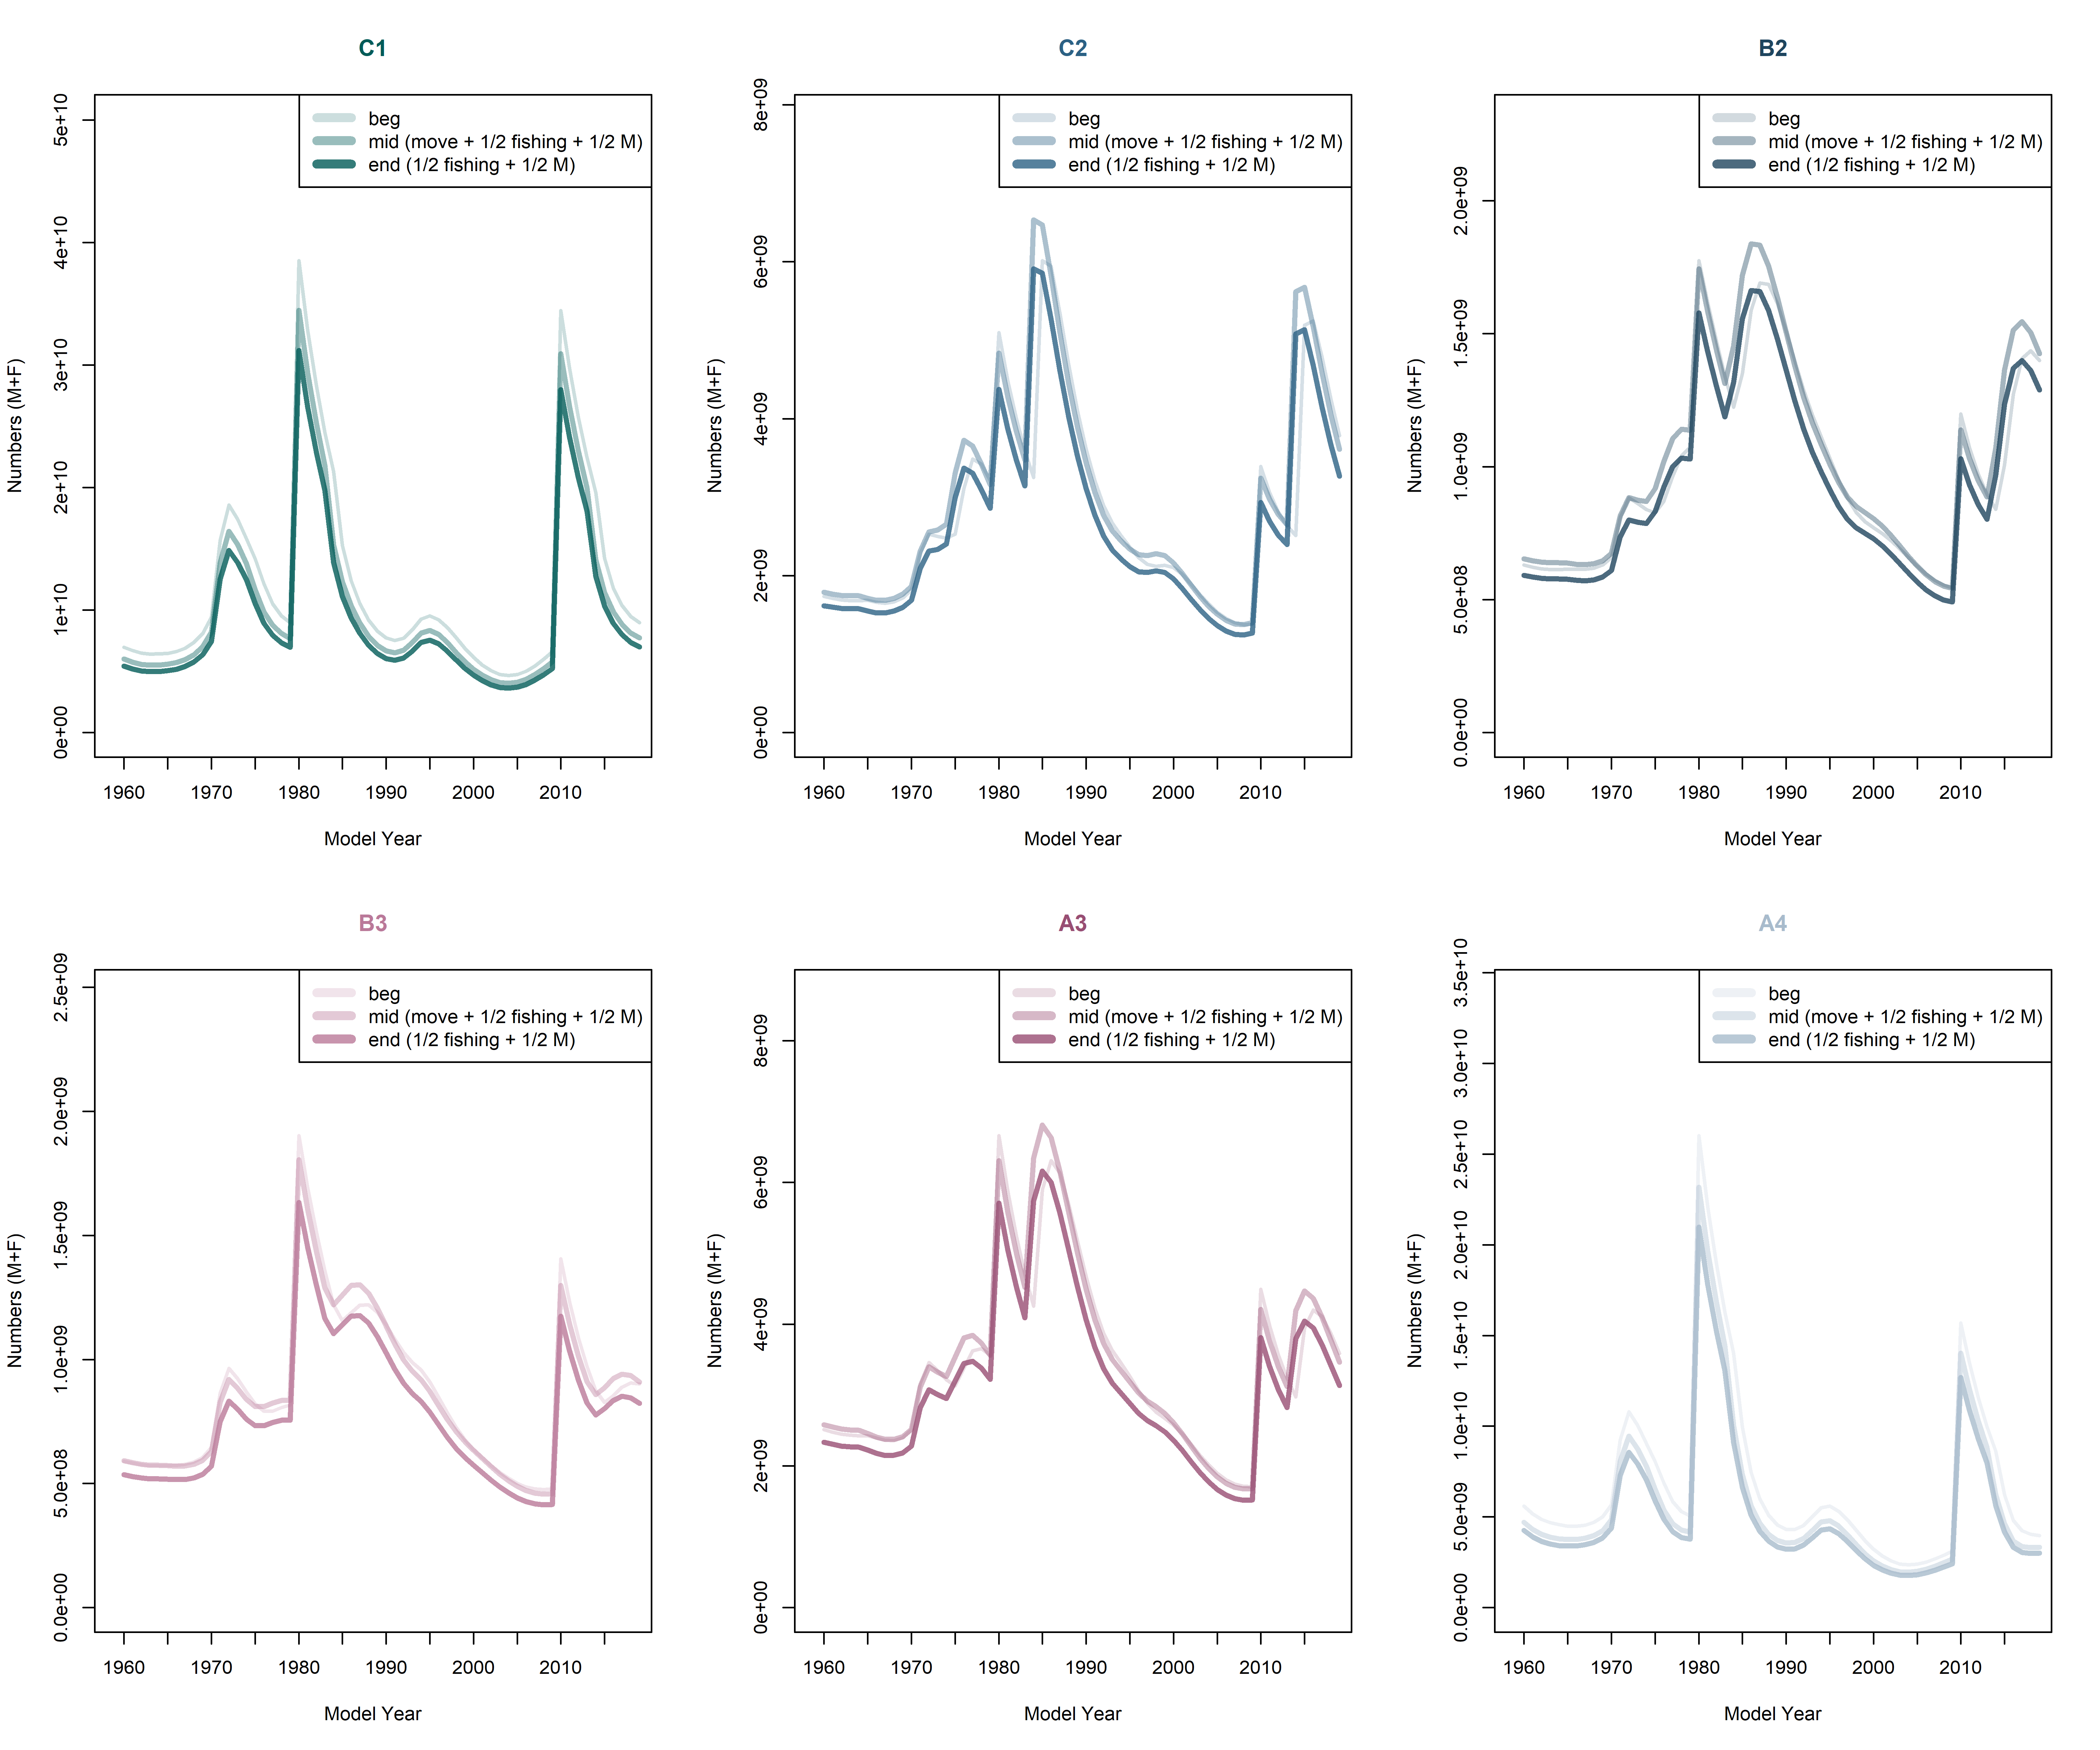 C1
5e+10
4e+10
3e+10
2e+10
1e+10
0e+00
Numbers (M+F)
beg
mid (move + 1/2 fishing + 1/2 M)
end (1/2 fishing + 1/2 M)
1960 1970 1980 1990 2000 2010
Model Year
C2
8e+09
6e+09
4e+09
2e+09
0e+00
Numbers (M+F)
beg
mid (move + 1/2 fishing + 1/2 M)
end (1/2 fishing + 1/2 M)
1960 1970 1980 1990 2000 2010
Model Year
B2
2.0e+09
1.5e+09
1.0e+09
5.0e+08
0.0e+00
Numbers (M+F)
beg
mid (move + 1/2 fishing + 1/2 M)
end (1/2 fishing + 1/2 M)
1960 1970 1980 1990 2000 2010
Model Year
B3
2.5e+09
2.0e+09
1.5e+09
1.0e+09
5.0e+08
0.0e+00
Numbers (M+F)
beg
mid (move + 1/2 fishing + 1/2 M)
end (1/2 fishing + 1/2 M)
1960 1970 1980 1990 2000 2010
Model Year
A3
8e+09
6e+09
4e+09
2e+09
0e+00
Numbers (M+F)
beg
mid (move + 1/2 fishing + 1/2 M)
end (1/2 fishing + 1/2 M)
1960 1970 1980 1990 2000 2010
Model Year
A4
3.5e+10
3.0e+10
2.5e+10
2.0e+10
1.5e+10
1.0e+10
5.0e+09
0.0e+00
Numbers (M+F)
beg
mid (move + 1/2 fishing + 1/2 M)
end (1/2 fishing + 1/2 M)
1960 1970 1980 1990 2000 2010
Model Year